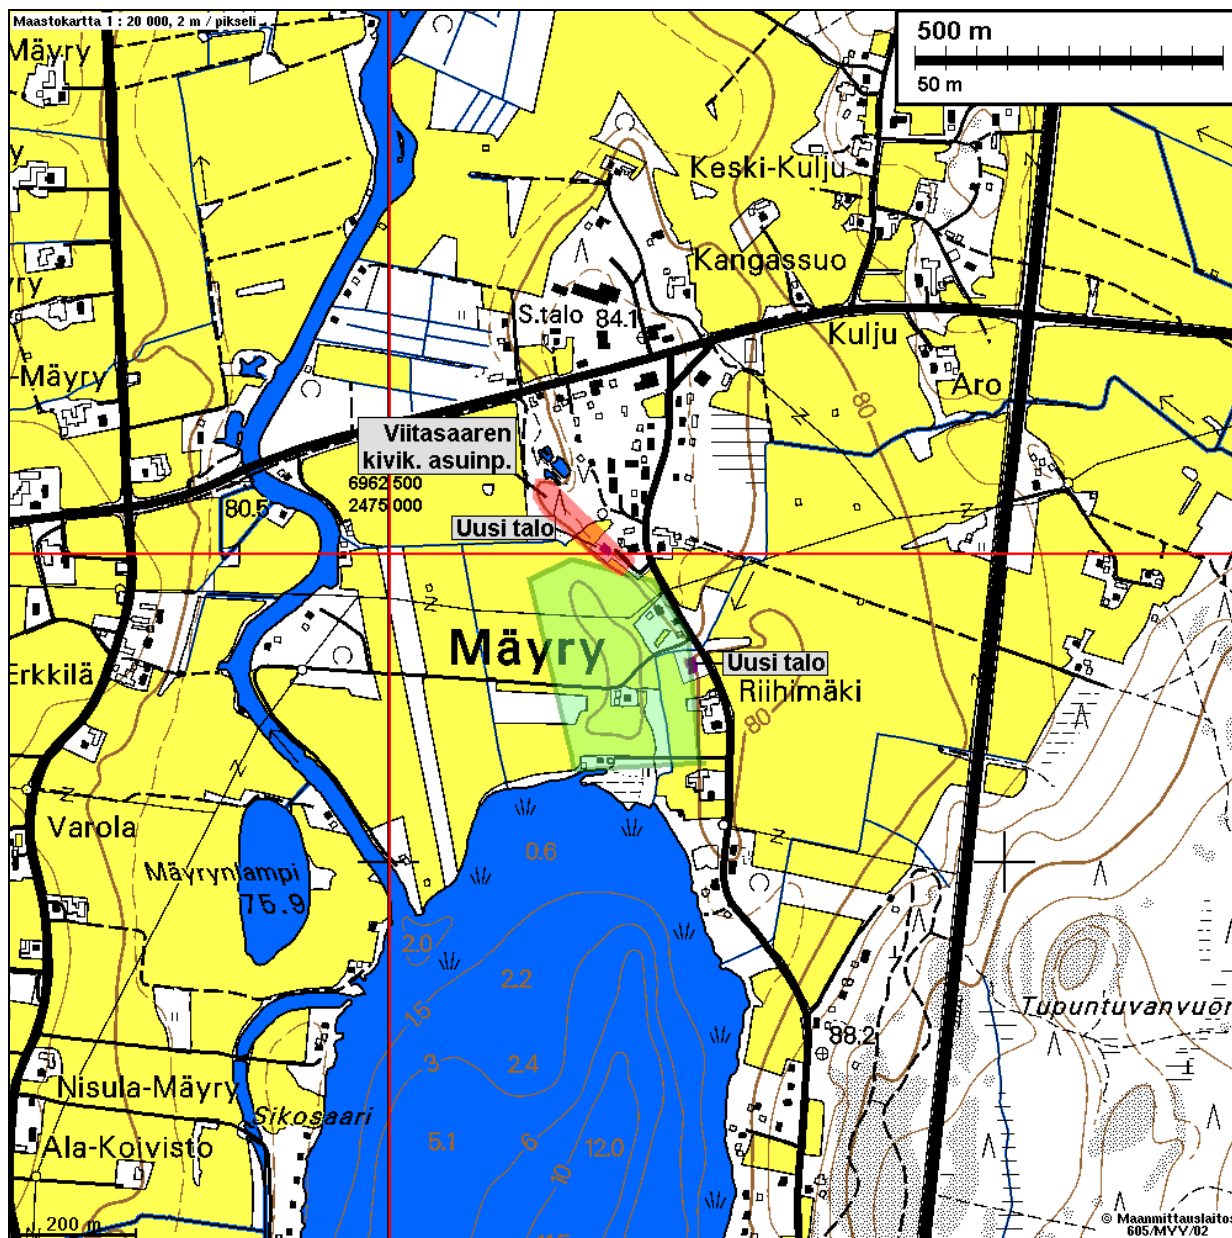 Maastokartta 1 : 20 000, 2 m / pikseli
500 m
50 m
Mäyry
Keski-Kulju
Kangassuo
S.talo 84.1
Kulju
-Mäyry
Aro
80
Viitasaaren
kivik. asuinp.
6962 500
2475 000
80.5
Uusi talo
Mäyry
Uusi talo
Erkkilä
Riihimäki
80
Varola
0.6
Mäyrynlampi
75.9
2.0
2.2
1.5
Tupuntuvanvuor
88.2
3
2.4
Nisula-Mäyry
Sikosaari
5.1
6
12.0
Ala-Koivisto
10
200 m
© Maanmittauslaitos
605/MYY/02